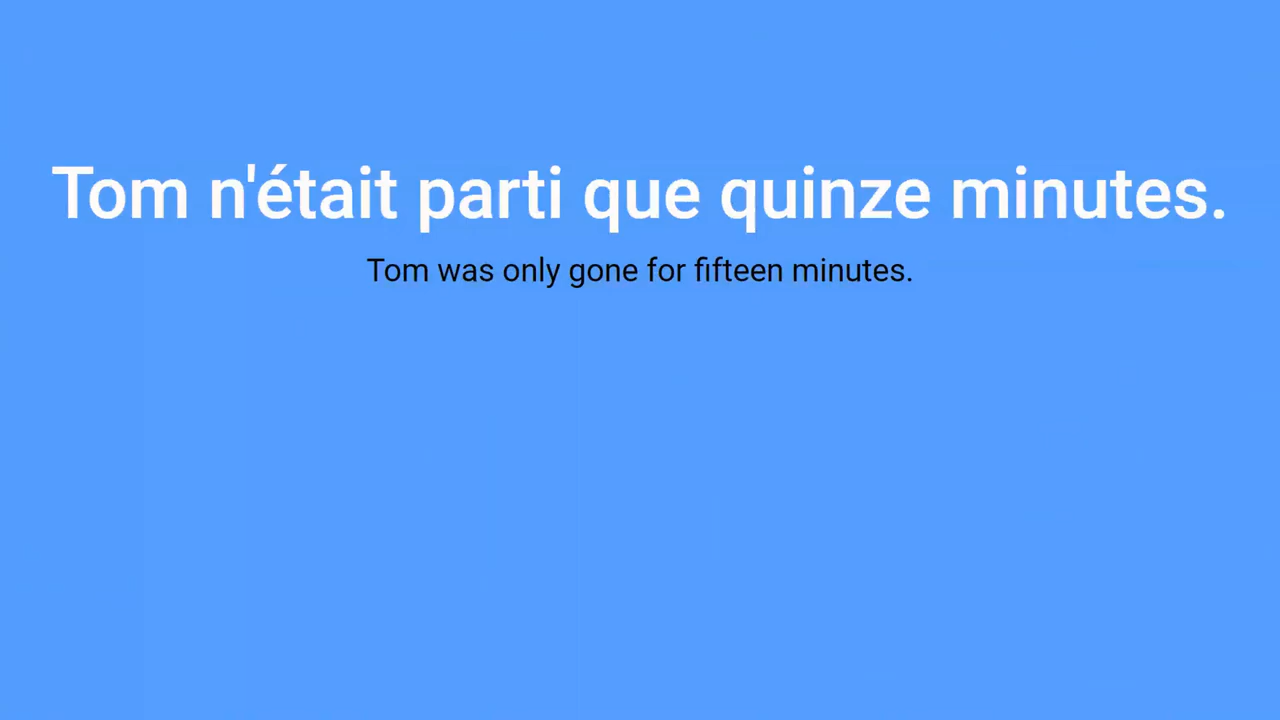 Tom n'était parti que quinze minutes.
Tom was only gone for fifteen minutes.